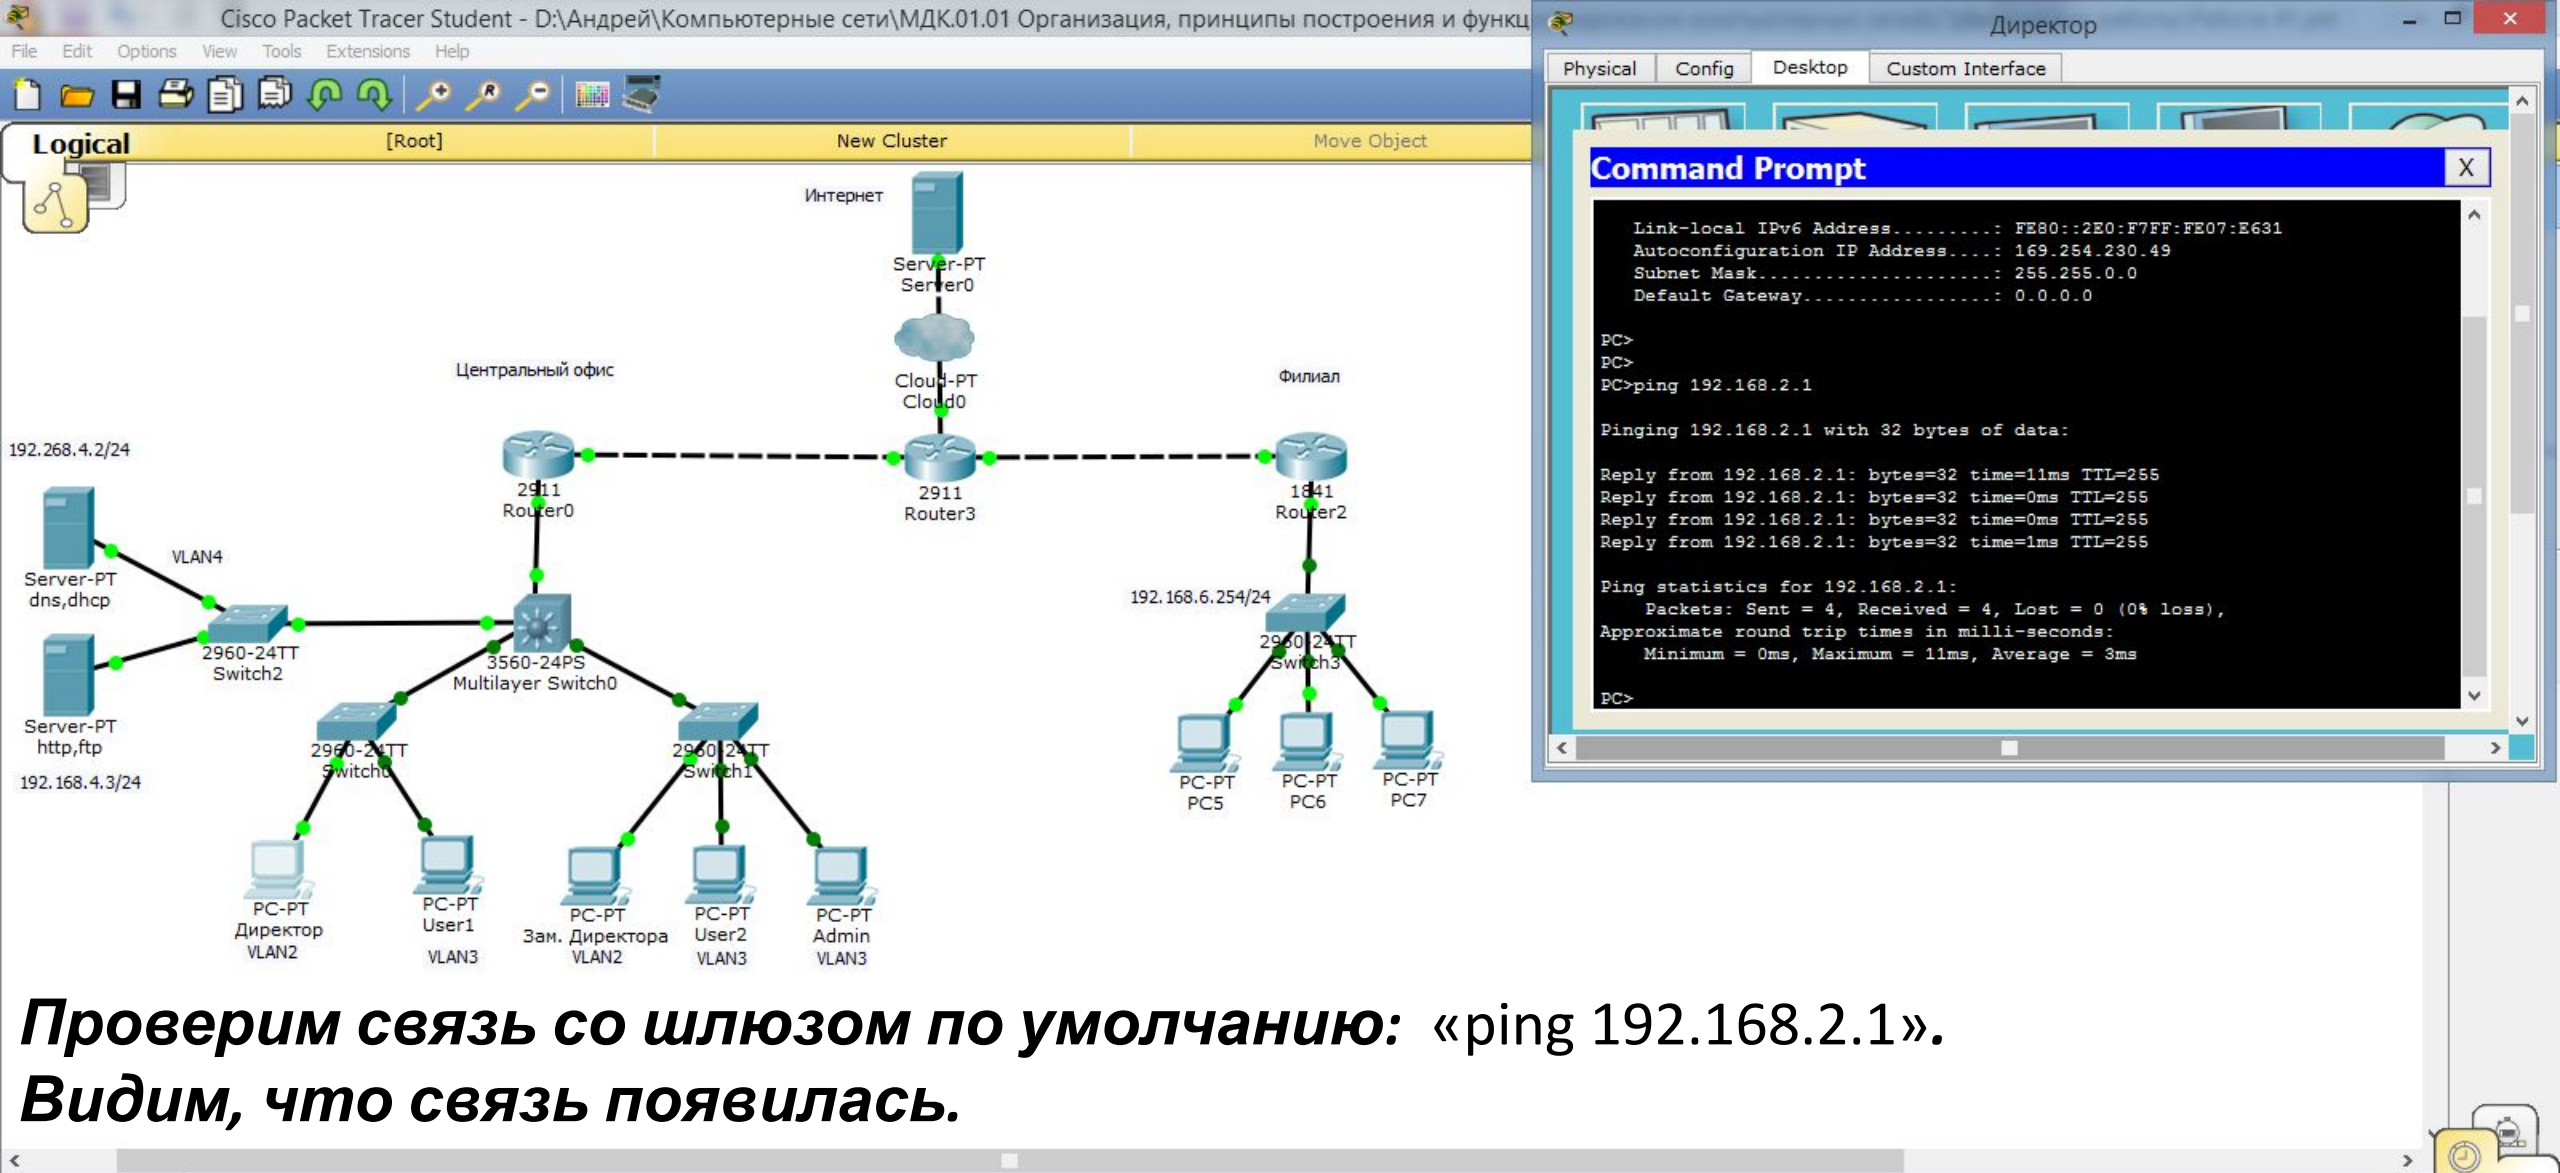 Cisco Packet Tracer Student - D:\Андрей\Компьютерные сети\МДК.01.01 Организация, принципы построения и функц
File Edit Options View Tools Extensions Help
Logical [Root] New Cluster Move Object
Интернет
Server-PT
Server0
Cloud-PT
Cloud0
Центральный офис
Филиал
192.268.4.2/24
2911
Router0
2911
Router3
1841
Router2
VLAN4
Server-PT
dns,dhcp
192.168.6.254/24
2960-24TT
Switch2
3560-24PS
Multilayer Switch0
2960-24TT
Switch3
Server-PT
http,ftp
192.168.4.3/24
2960-24TT
Switch0
2960-24TT
Switch1
PC-PT
PC5
PC-PT
PC6
PC-PT
PC7
PC-PT
Директор
VLAN2
PC-PT
User1
VLAN3
PC-PT
Зам. Директора
VLAN2
PC-PT
User2
VLAN3
PC-PT
Admin
VLAN3
Директор
Physical Config Desktop Custom Interface
Command Prompt X
Link-local IPv6 Address.........: FE80::2E0:F7FF:FE07:E631
Autoconfiguration IP Address....: 169.254.230.49
Subnet Mask.....................: 255.255.0.0
Default Gateway.................: 0.0.0.0
PC>
PC>
PC>ping 192.168.2.1
Pinging 192.168.2.1 with 32 bytes of data:
Reply from 192.168.2.1: bytes=32 time=11ms TTL=255
Reply from 192.168.2.1: bytes=32 time=0ms TTL=255
Reply from 192.168.2.1: bytes=32 time=0ms TTL=255
Reply from 192.168.2.1: bytes=32 time=1ms TTL=255
Ping statistics for 192.168.2.1:
Packets: Sent = 4, Received = 4, Lost = 0 (0% loss),
Approximate round trip times in milli-seconds:
Minimum = 0ms, Maximum = 11ms, Average = 3ms
PC>
Проверим связь со шлюзом по умолчанию: «ping 192.168.2.1».
Видим, что связь появилась.